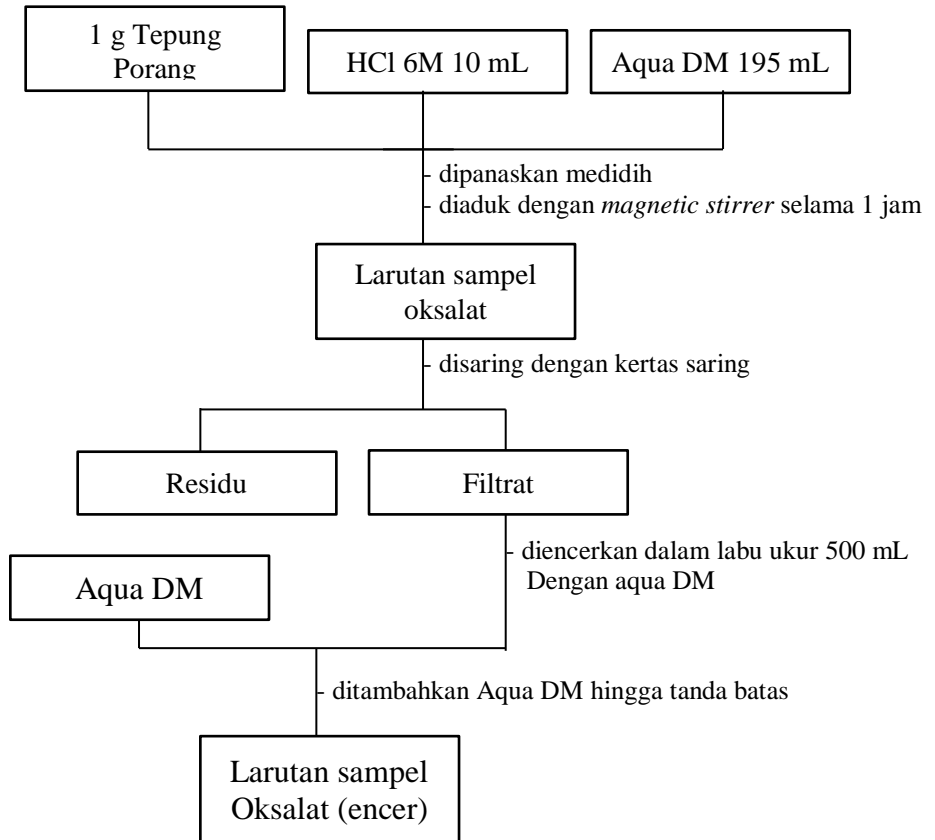 1 g Tepung
Porang
HCl 6M 10 mL
Aqua DM 195 mL
- dipanaskan medidih
- diaduk dengan magnetic stirrer selama 1 jam
Larutan sampel
oksalat
- disaring dengan kertas saring
Residu
Filtrat
- diencerkan dalam labu ukur 500 mL
Dengan aqua DM
Aqua DM
- ditambahkan Aqua DM hingga tanda batas
Larutan sampel
Oksalat (encer)